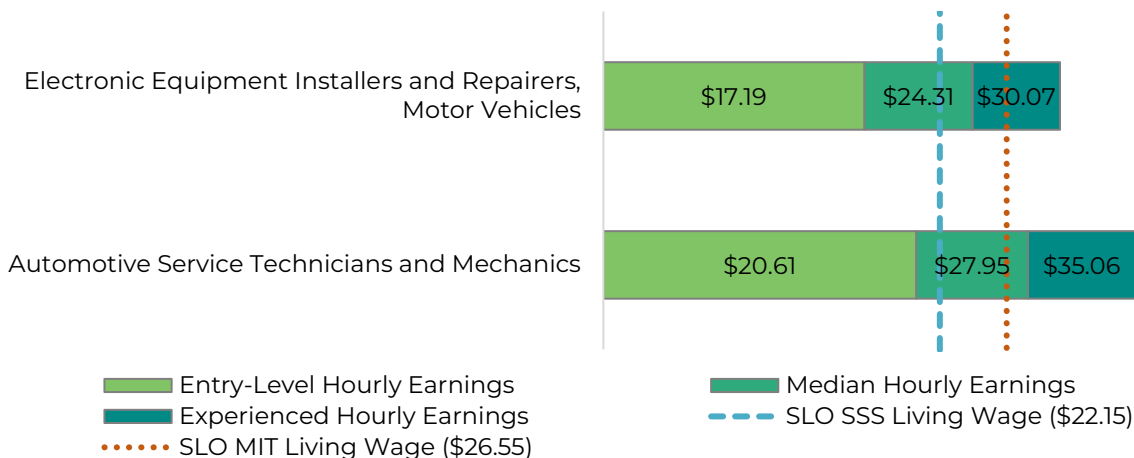 Electronic Equipment Installers and Repairers,
Motor Vehicles
$17.19 $24.31 $30.07
Automotive Service Technicians and Mechanics
$20.61 $27.95 $35.06
Entry-Level Hourly Earnings
Median Hourly Earnings
Experienced Hourly Earnings
SLO SSS Living Wage ($22.15)
SLO MIT Living Wage ($26.55)